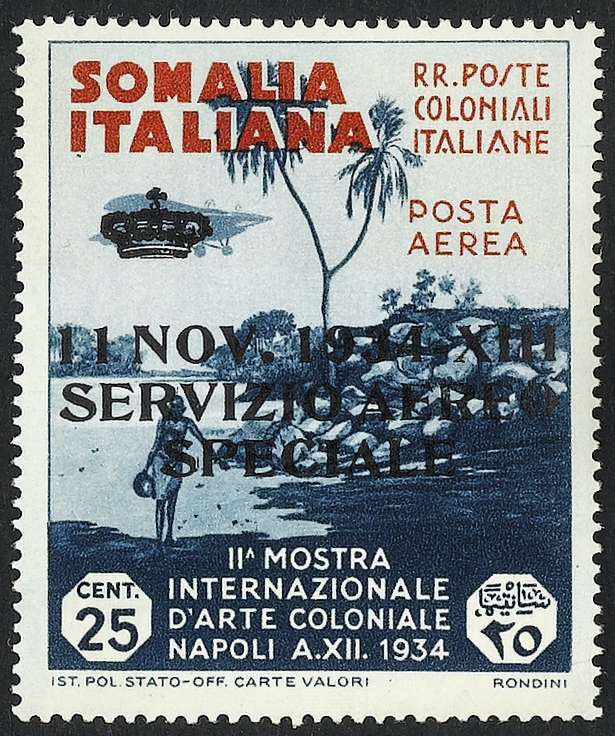 SOMALIA
ITALIANA
RR.POSTE
COLONIALI
ITALIANE
POSTA
AEREA
11 NOV. 1934-XIII
SERVIZIO AEREO
SPECIALE
IIᴬ MOSTRA
INTERNAZIONALE
D'ARTE COLONIALE
NAPOLI A.XII. 1934
CENT.
25
٢٥
IST. POL. STATO-OFF. CARTE VALORI
RONDINI